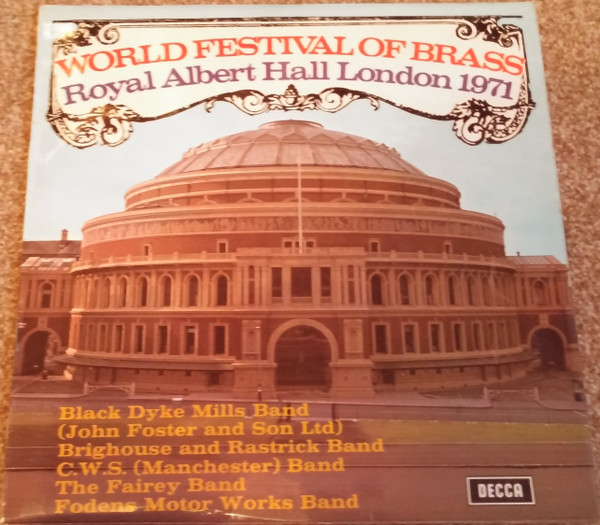 WORLD FESTIVAL OF BRASS
Royal Albert Hall London 1971
Black Dyke Mills Band
(John Foster and Son Ltd)
Brighouse and Rastrick Band
C.W.S. (Manchester) Band
The Fairey Band
Fodens Motor Works Band
DECCA